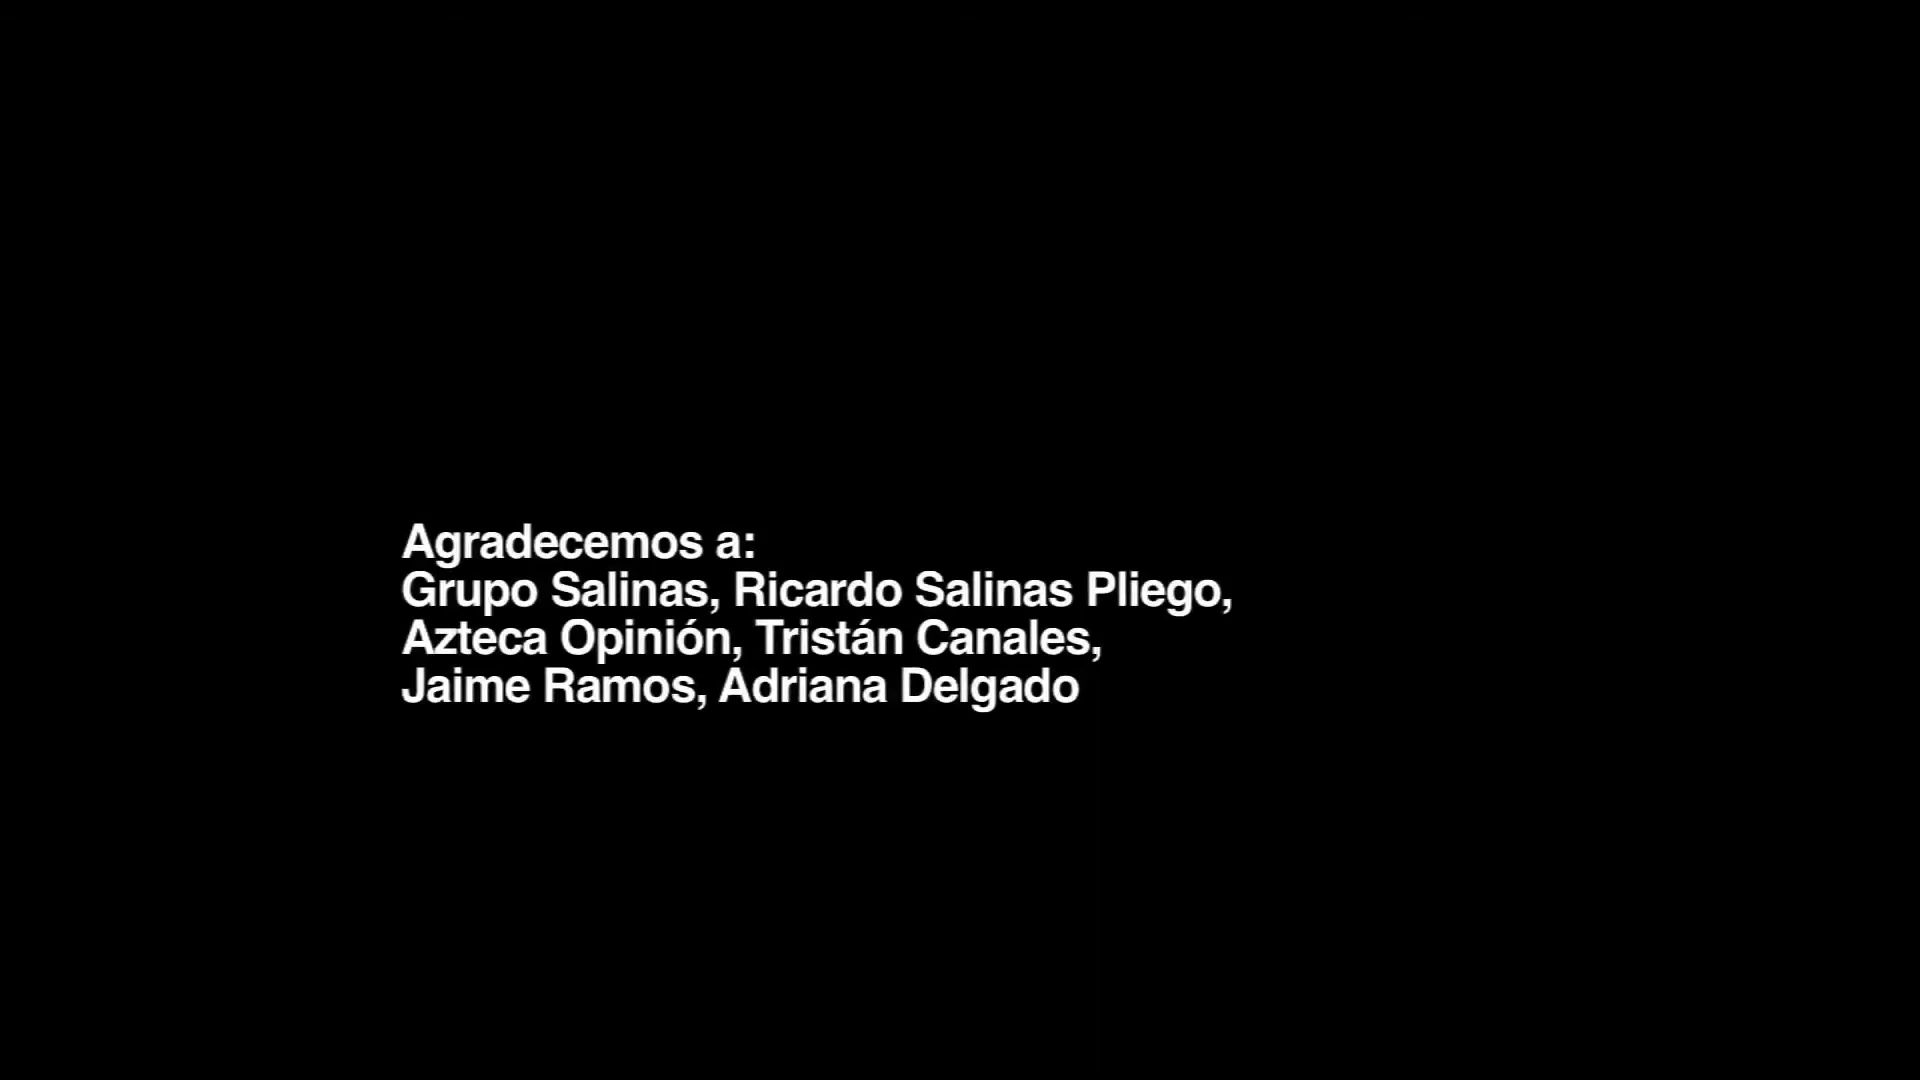 Agradecemos a:
Grupo Salinas, Ricardo Salinas Pliego,
Azteca Opinión, Tristán Canales,
Jaime Ramos, Adriana Delgado